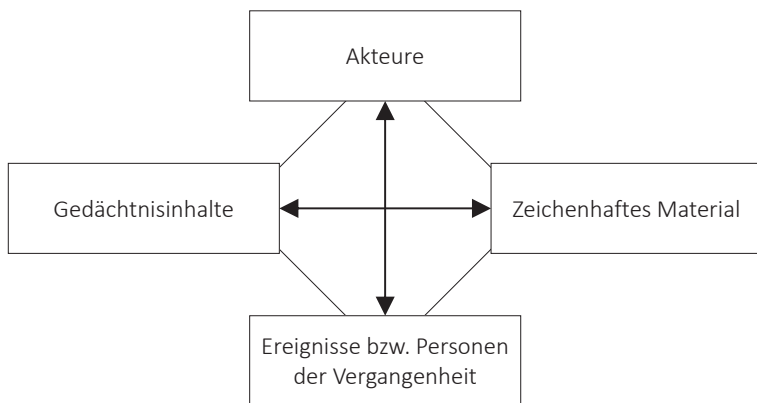 Akteure
Gedächtnisinhalte
Zeichenhaftes Material
Ereignisse bzw. Personen
der Vergangenheit